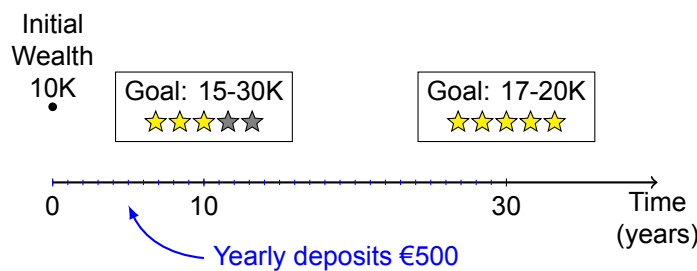 Initial
Wealth
10K
Goal: 15-30K
Goal: 17-20K
0
10
30
Time
(years)
Yearly deposits €500